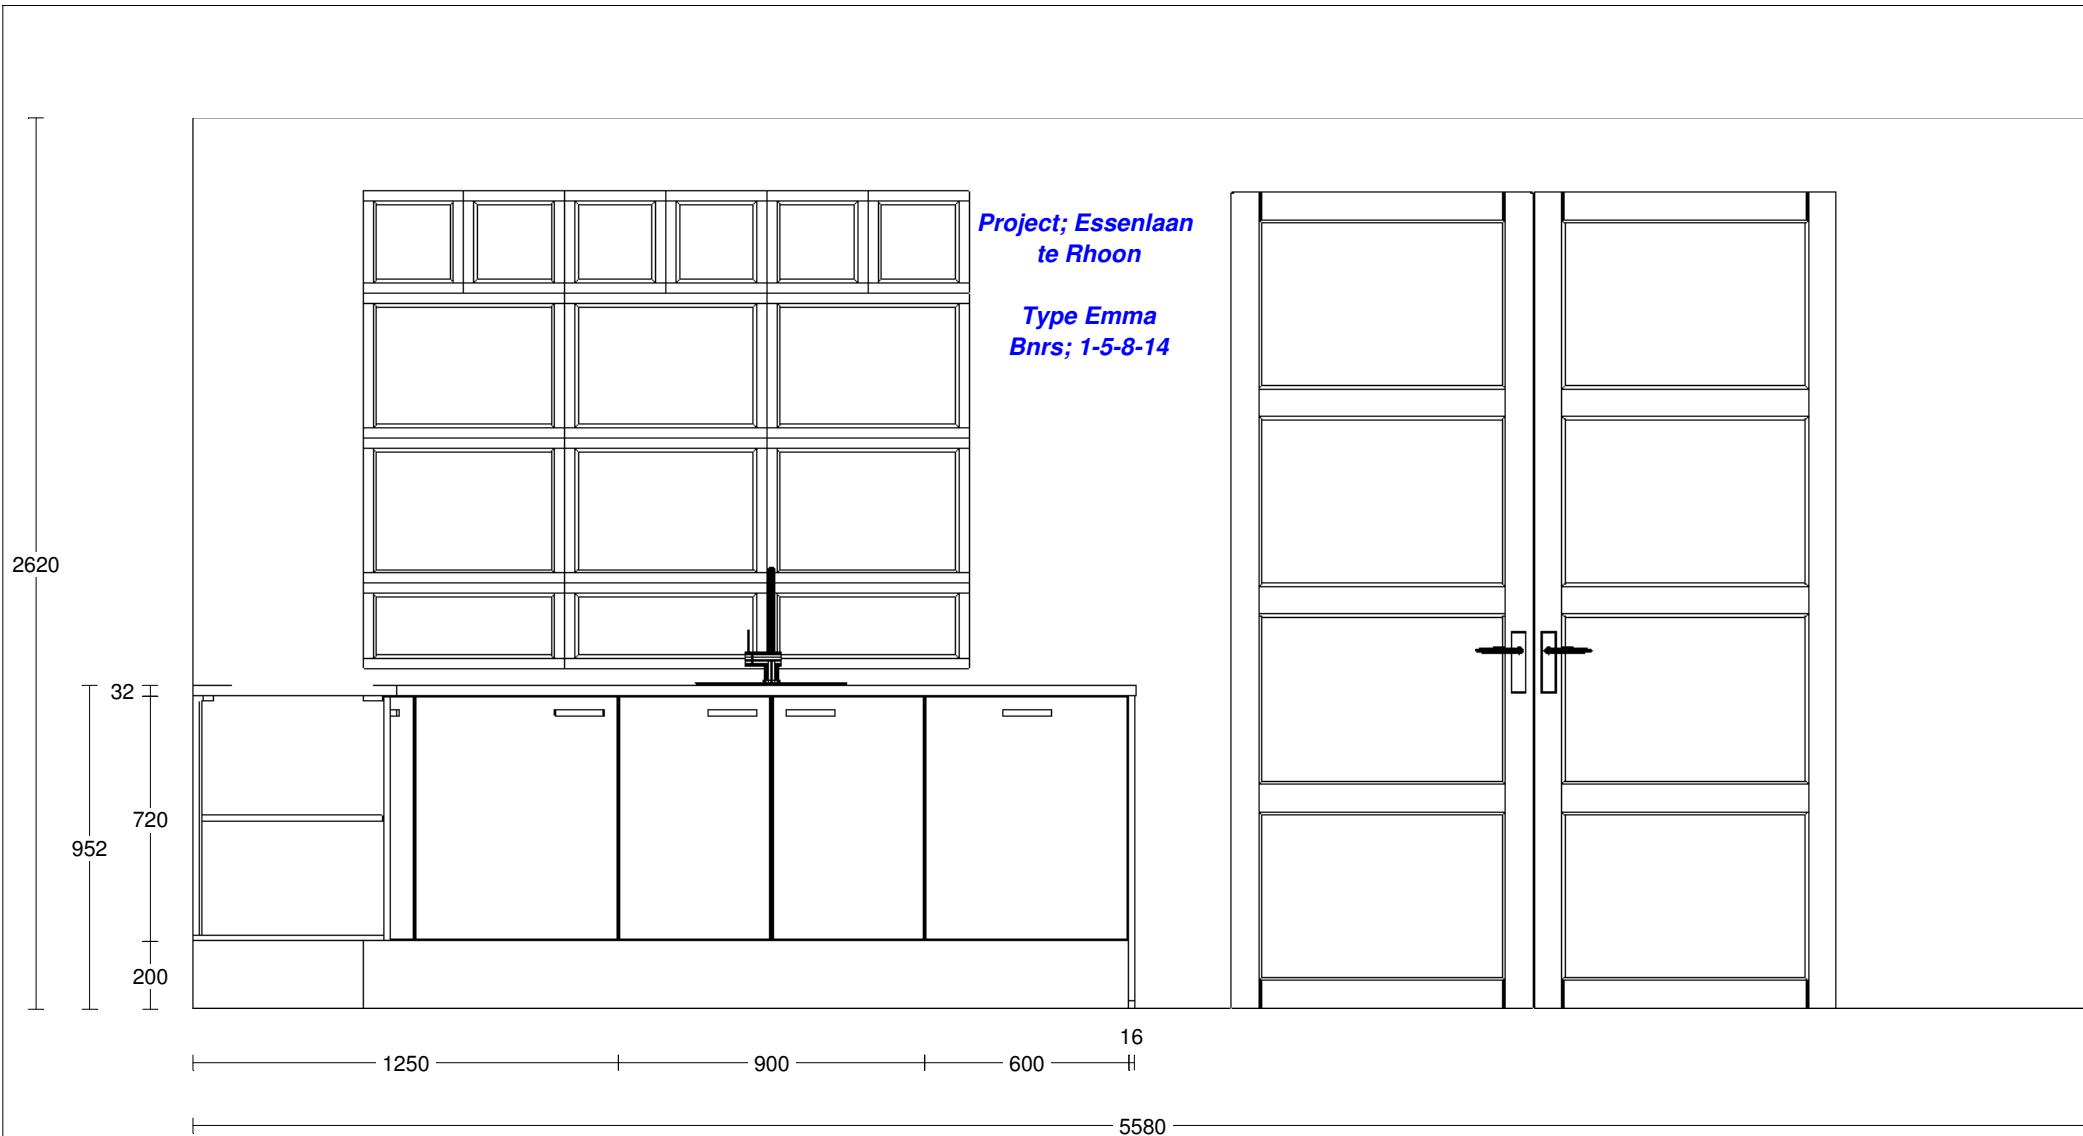 Project; Essenlaan
te Rhoon
Type Emma
Bnrs; 1-5-8-14
2620
32
720
952
200
16
1250
900
600
5580